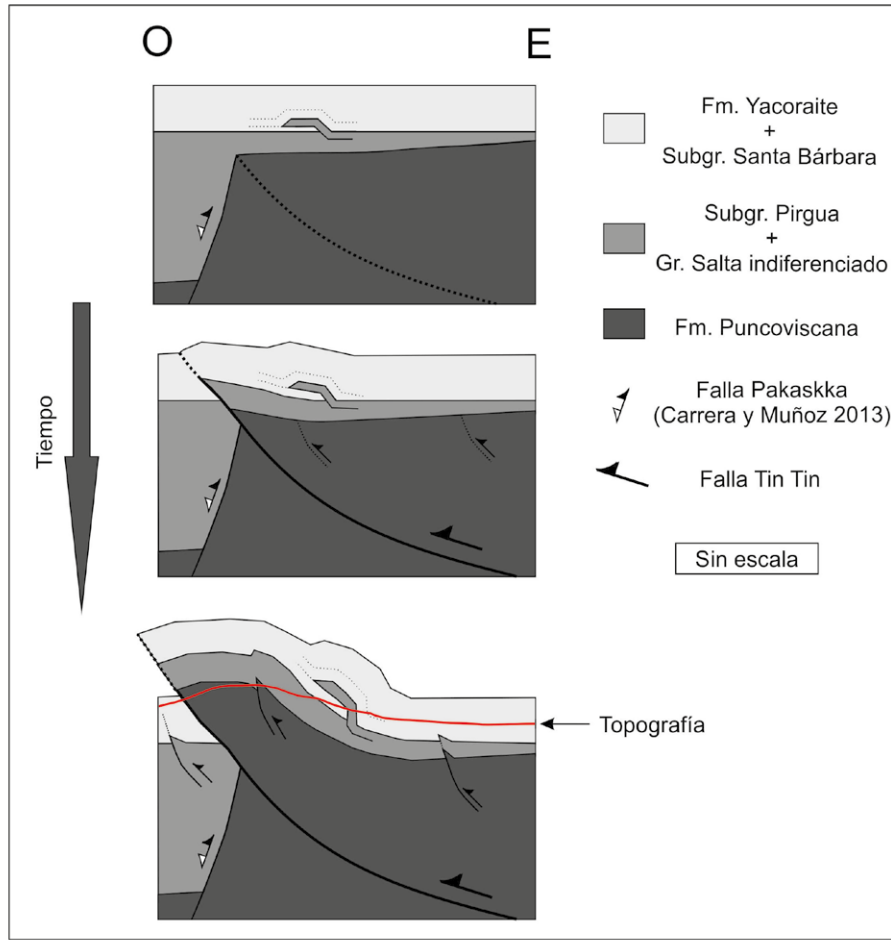 O
E
Fm. Yacoraite
+
Subgr. Santa Bárbara
Subgr. Pirgua
+
Gr. Salta indiferenciado
Fm. Puncoviscana
Falla Pakaskka
(Carrera y Muñoz 2013)
Falla Tin Tin
Sin escala
Tiempo
Topografía